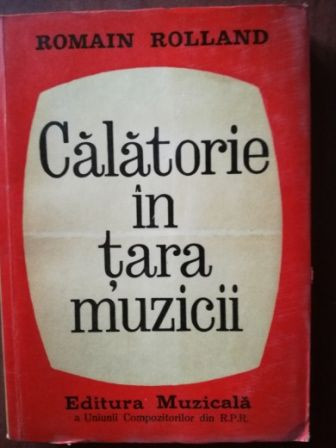 ROMAIN ROLLAND
Călătorie
în
țara
muzicii
Editura Muzicală
a Uniunii Compozitorilor din R.P.R.